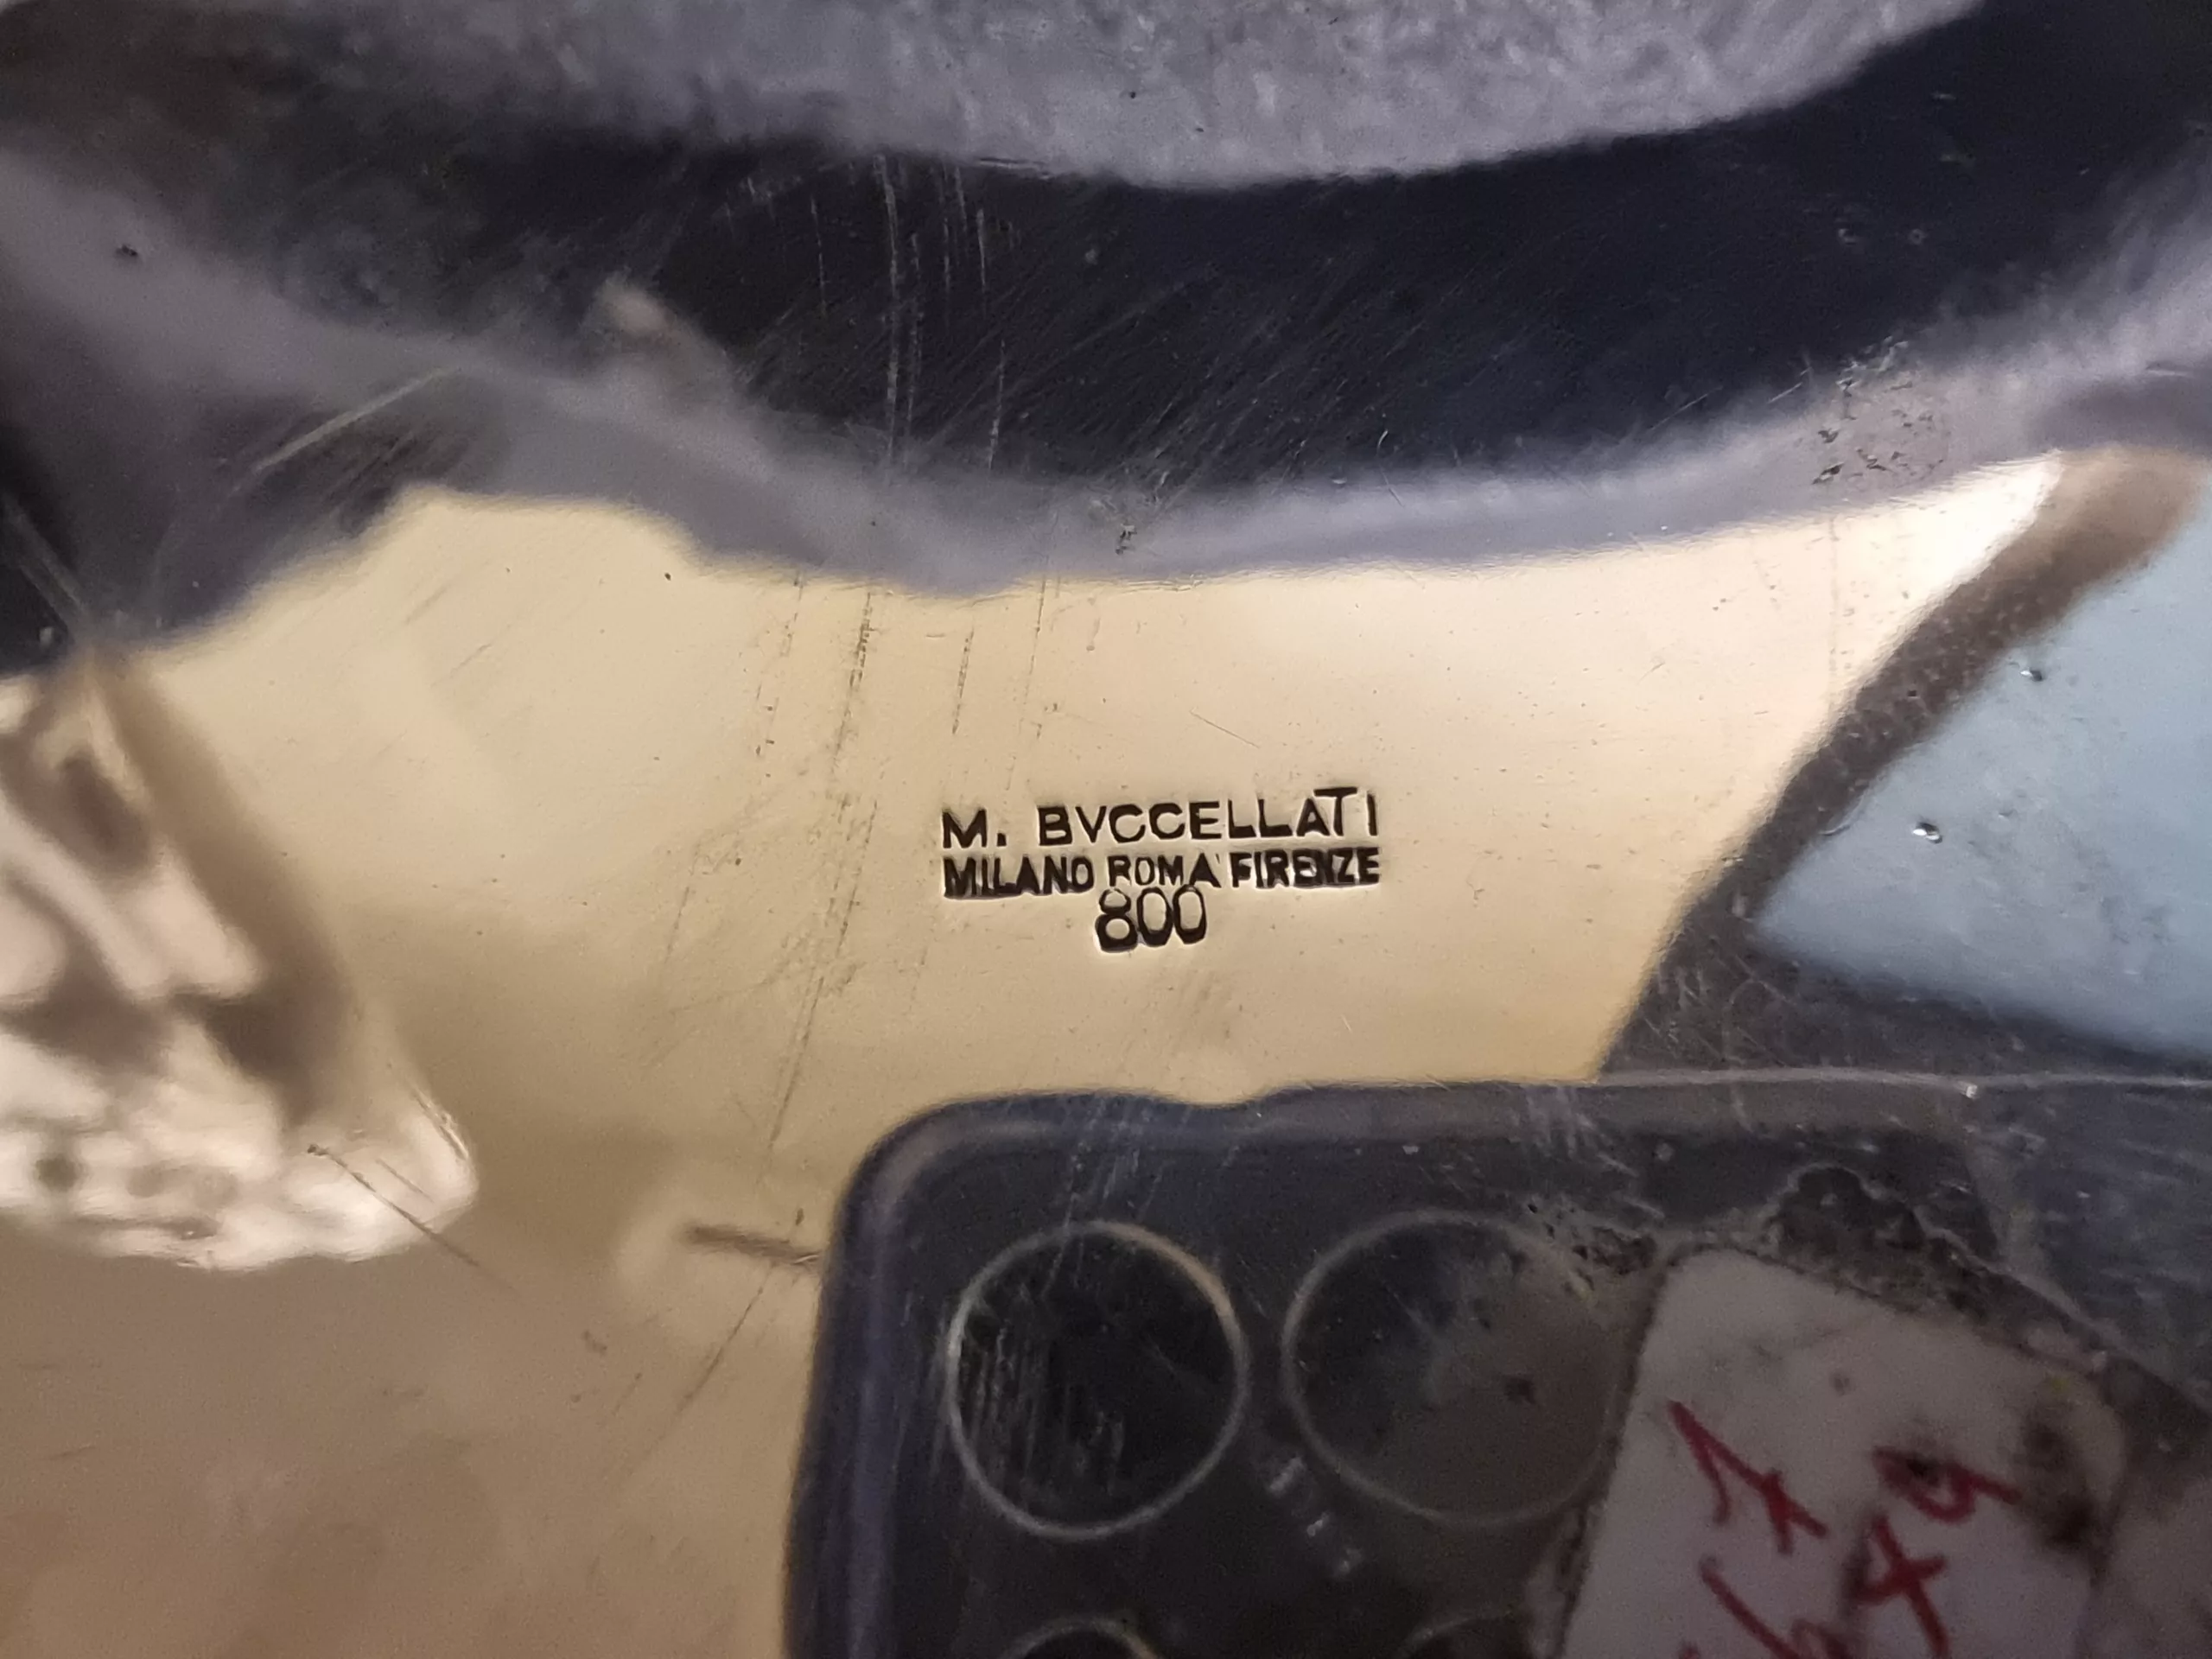 M. BVCCELLATI
MILANO ROMA FIRENZE
800